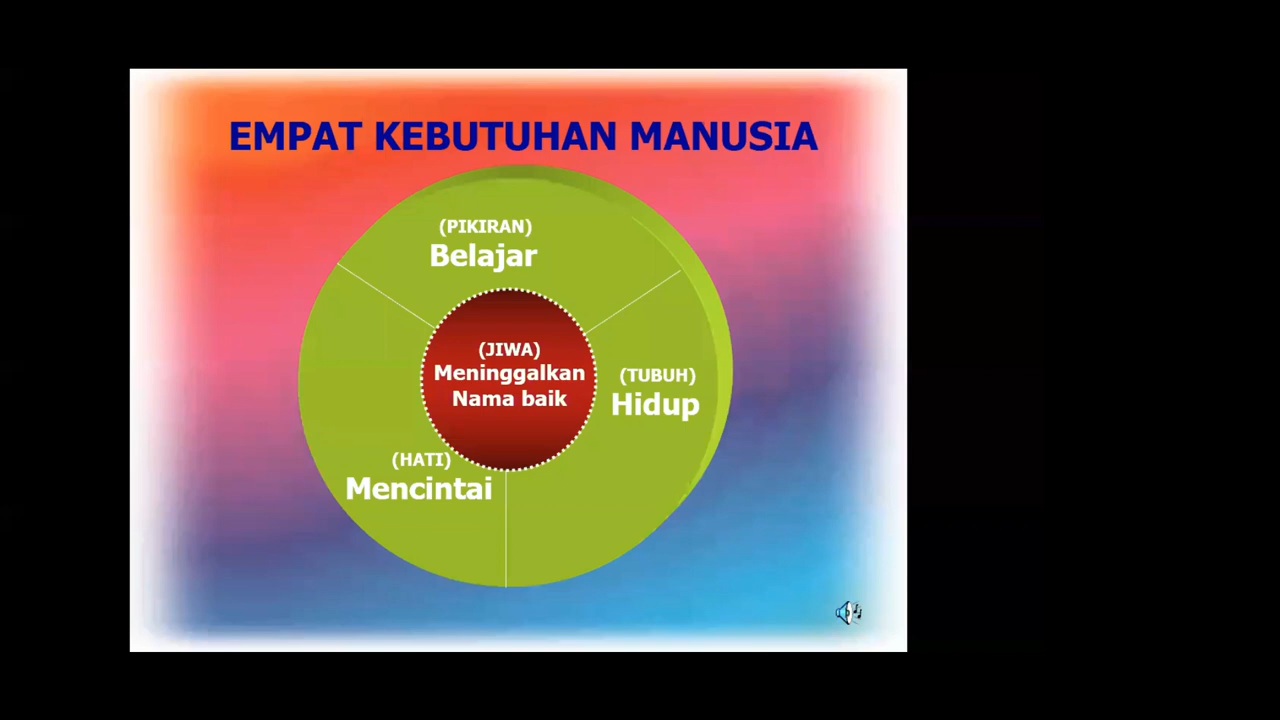 EMPAT KEBUTUHAN MANUSIA
(PIKIRAN)
Belajar
(JIWA)
Meninggalkan
Nama baik
(TUBUH)
Hidup
(HATI)
Mencintai